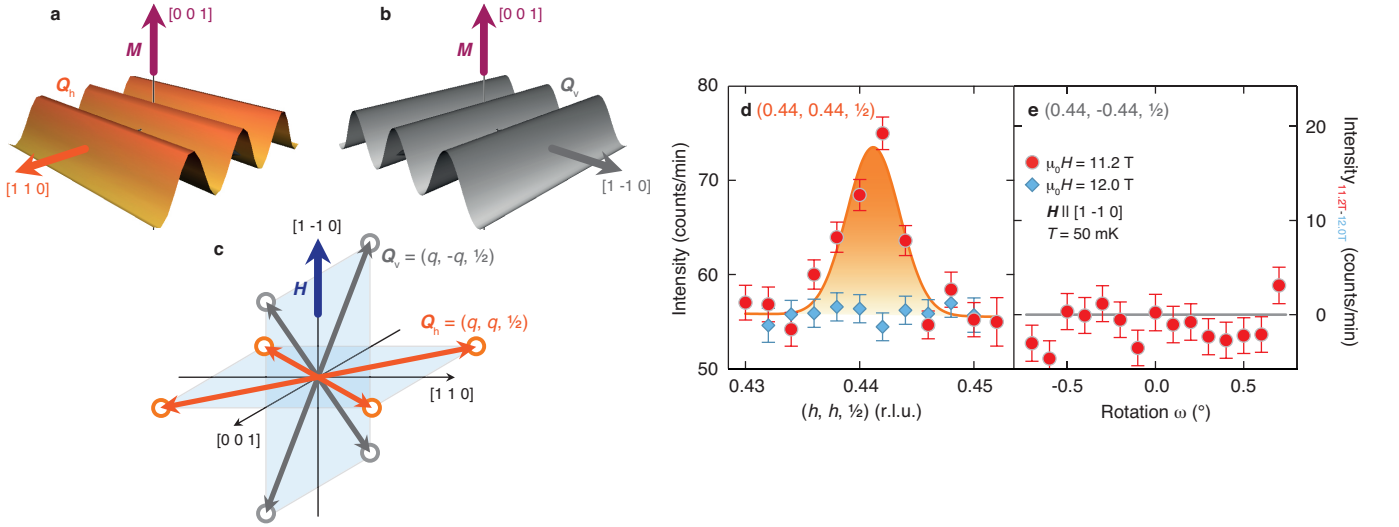 a
[0 0 1]
M
Qh
[1 1 0]
b
[0 0 1]
M
Qv
[1 -1 0]
c
[1 -1 0]
H
Qv = (q, -q, ½)
Qh = (q, q, ½)
[1 1 0]
[0 0 1]
d (0.44, 0.44, ½)
Intensity (counts/min)
80
70
60
50
0.43
0.44
0.45
(h, h, ½) (r.l.u.)
e (0.44, -0.44, ½)
μ0H = 11.2 T
μ0H = 12.0 T
H || [1 -1 0]
T = 50 mK
-0.5
0.0
0.5
Rotation ω (°)
20
10
0
Intensity11.2T-12.0T (counts/min)